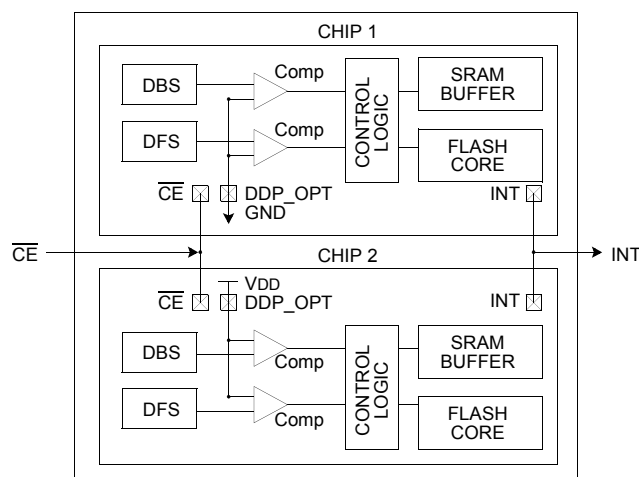 CHIP 1
DBS
Comp
CONTROL LOGIC
SRAM
BUFFER
DFS
Comp
FLASH
CORE
CE
DDP_OPT
GND
INT
CE
INT
CHIP 2
CE
VDD
DDP_OPT
INT
DBS
Comp
CONTROL LOGIC
SRAM
BUFFER
DFS
Comp
FLASH
CORE